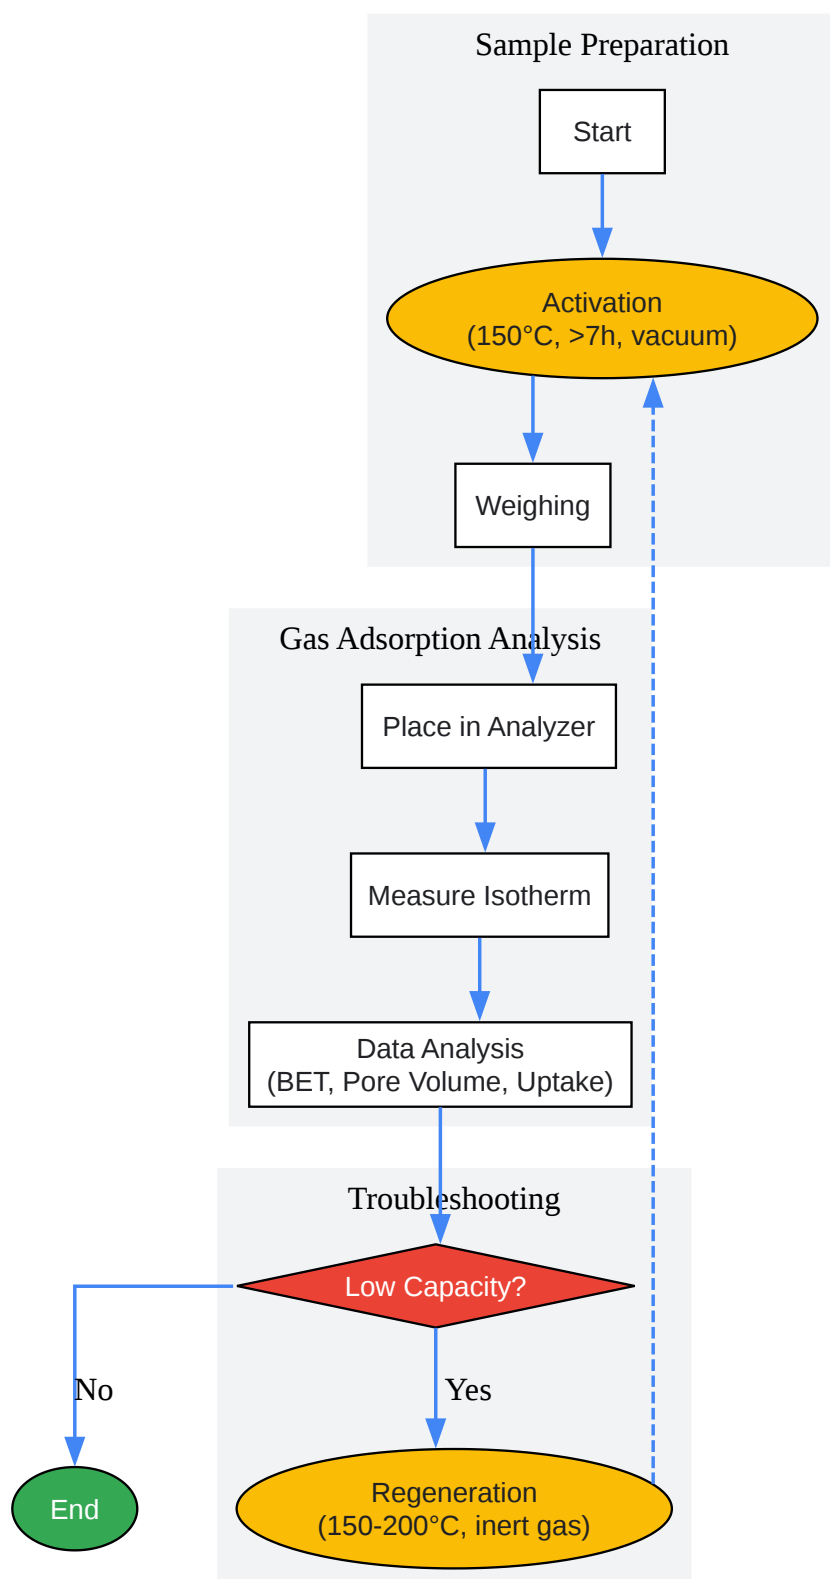 Sample Preparation
Start
Activation
(150°C, >7h, vacuum)
Weighing
Gas Adsorption Analysis
Place in Analyzer
Measure Isotherm
Data Analysis
(BET, Pore Volume, Uptake)
Troubleshooting
Low Capacity?
No
Yes
End
Regeneration
(150-200°C, inert gas)